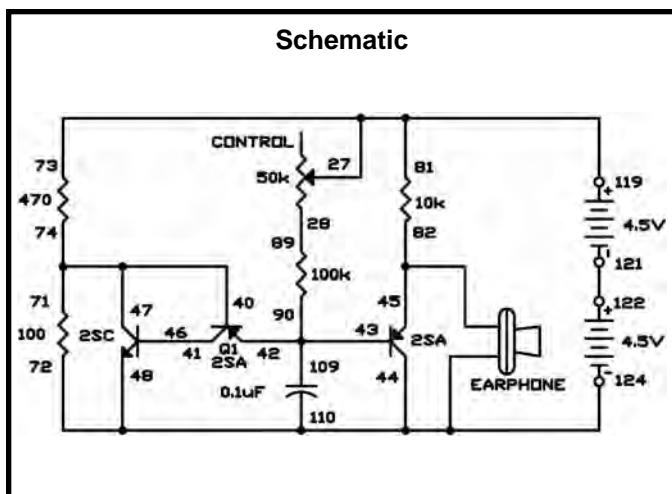 Schematic
CONTROL
73
27
81
119
+
50k
470
10k
4.5V
74
28
82
-
121
89
122
+
100k
71
47
40
90
45
100
2SC
46
43
2SA
4.5V
41
Q1
42
72
48
2SA
109
44
-
124
0.1uF
EARPHONE
110